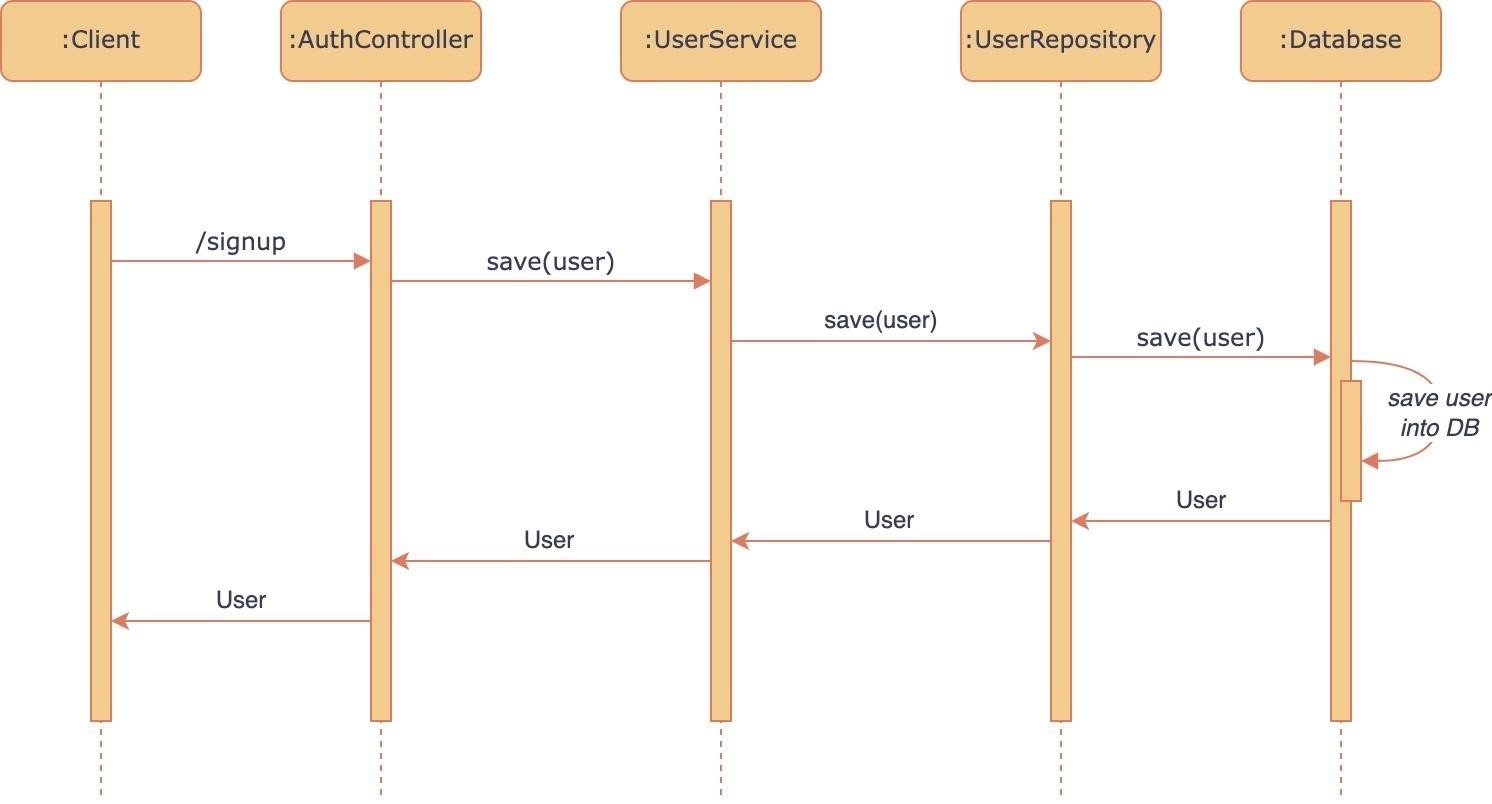 :Client
:AuthController
:UserService
:UserRepository
:Database
/signup
save(user)
save(user)
save(user)
save user
into DB
User
User
User
User